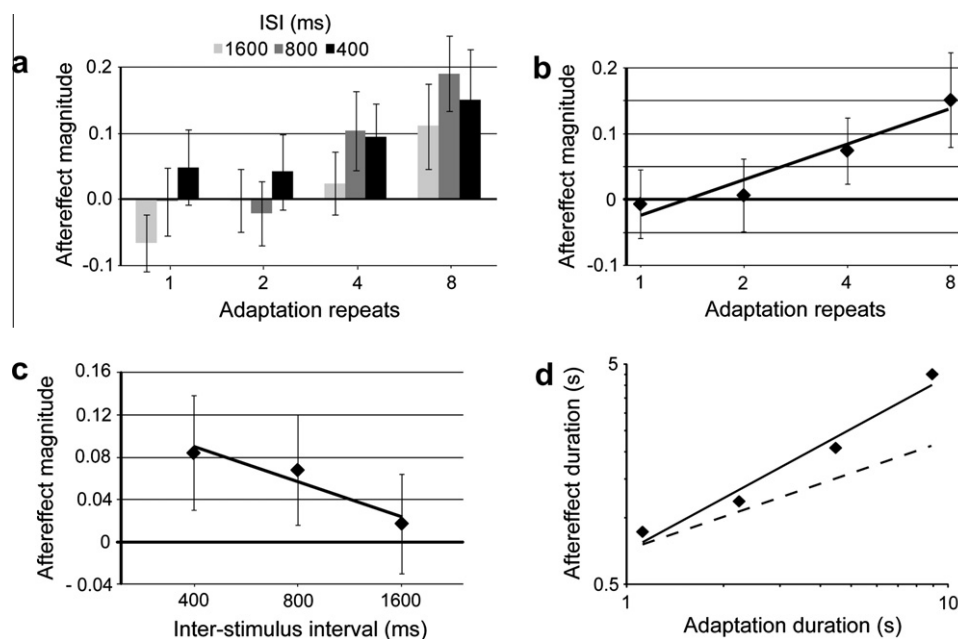 ISI (ms)
1600 800 400
a
Aftereffect magnitude
0.2
0.1
0.0
-0.1
1 2 4 8
Adaptation repeats
b
Aftereffect magnitude
0.2
0.1
0
-0.1
1 2 4 8
Adaptation repeats
c
Aftereffect magnitude
0.16
0.12
0.08
0.04
0
- 0.04
400 800 1600
Inter-stimulus interval (ms)
d
Aftereffect duration (s)
5
0.5
1 10
Adaptation duration (s)